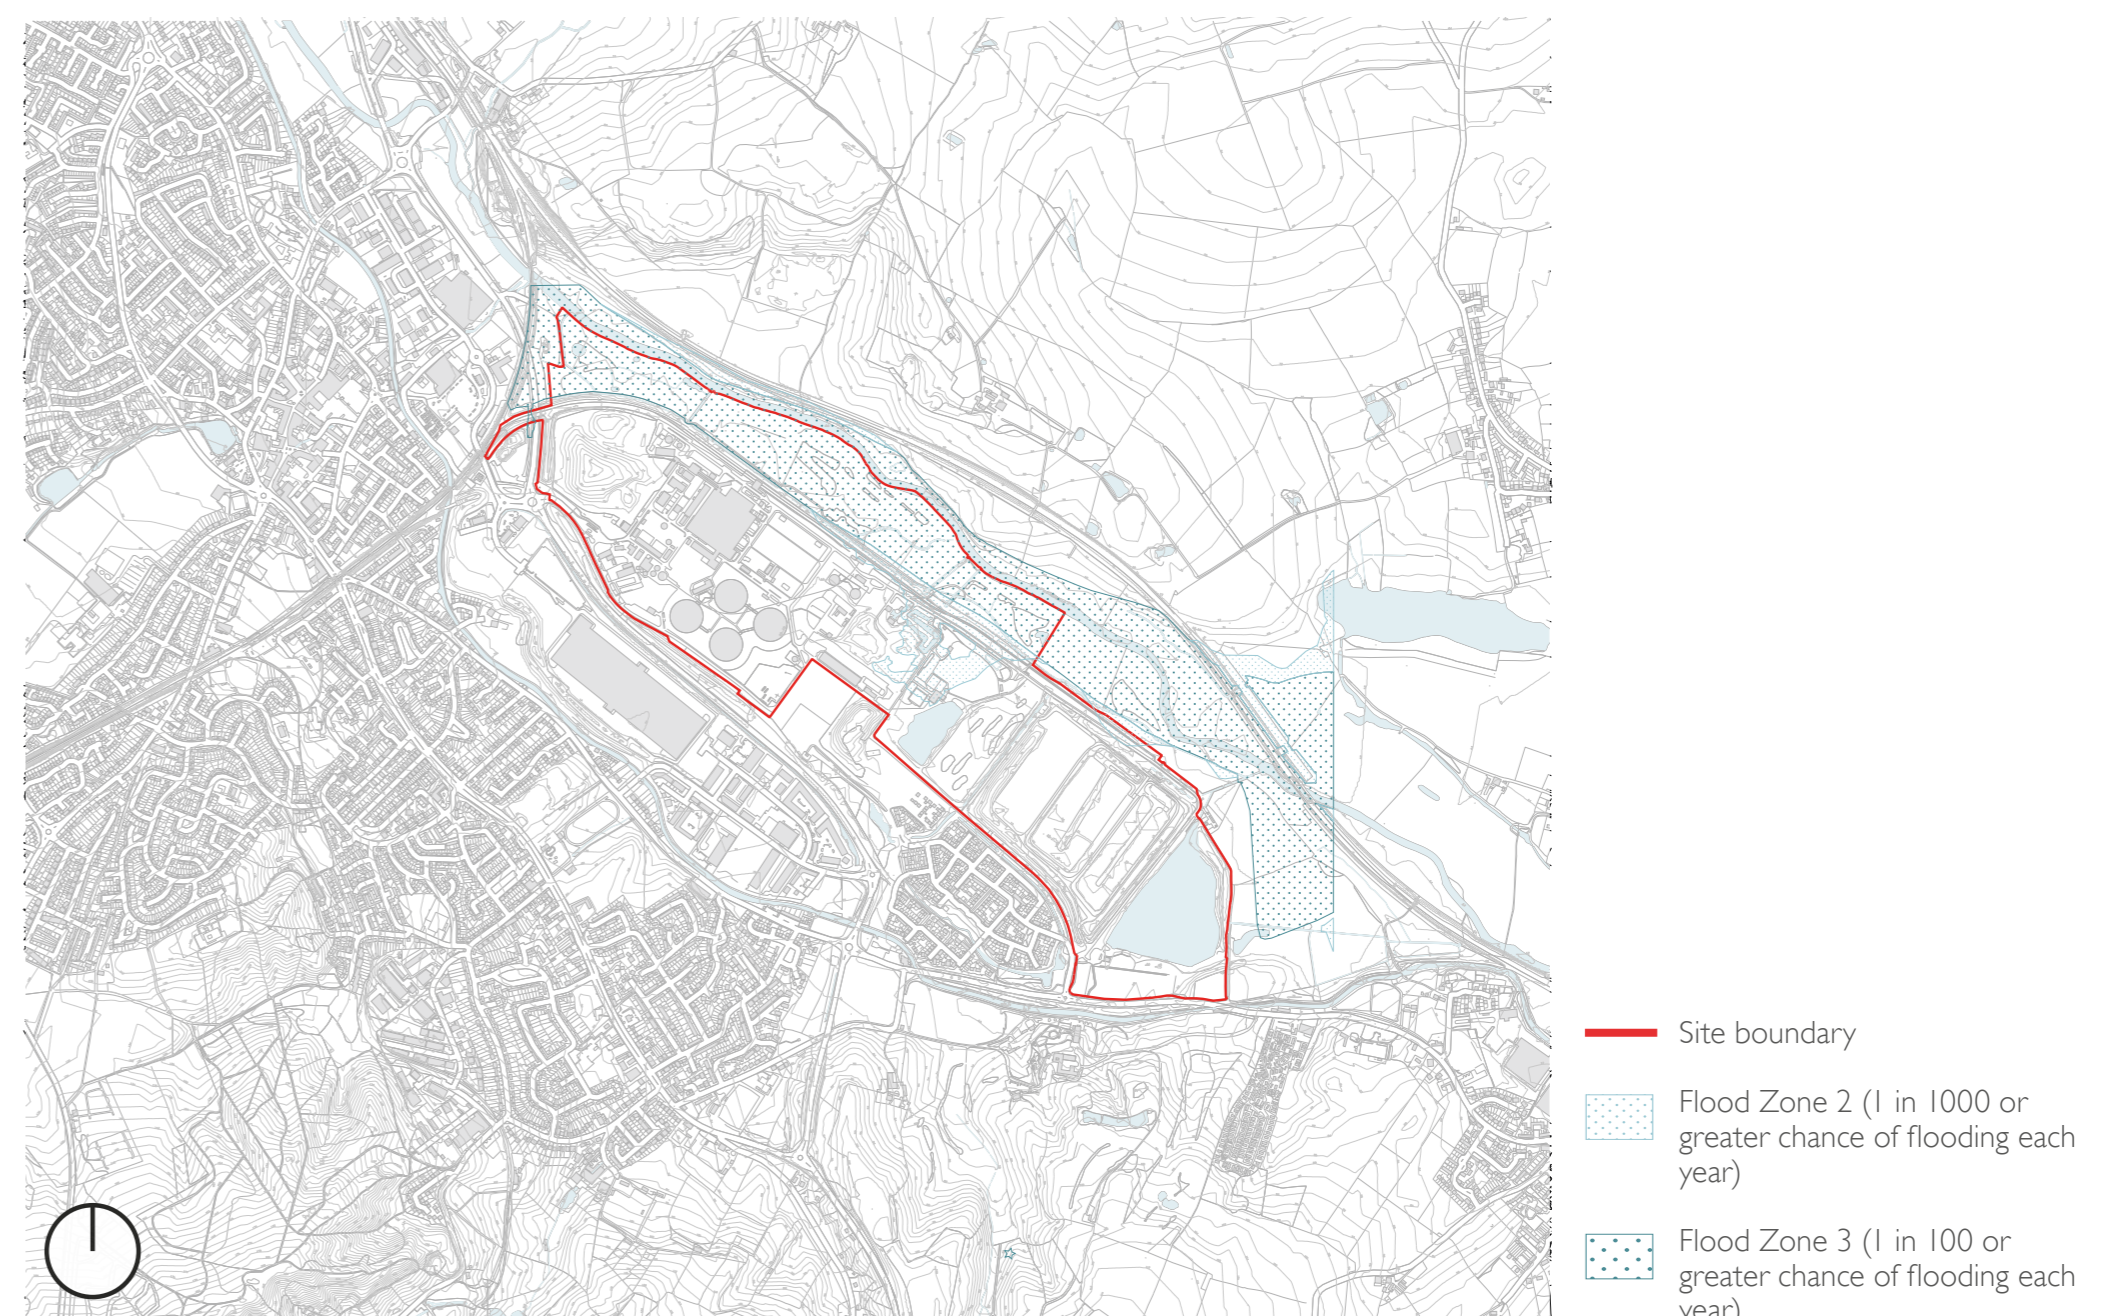 Site boundary
Flood Zone 2 (1 in 1000 or
greater chance of flooding each
year)
Flood Zone 3 (1 in 100 or
greater chance of flooding each
year)